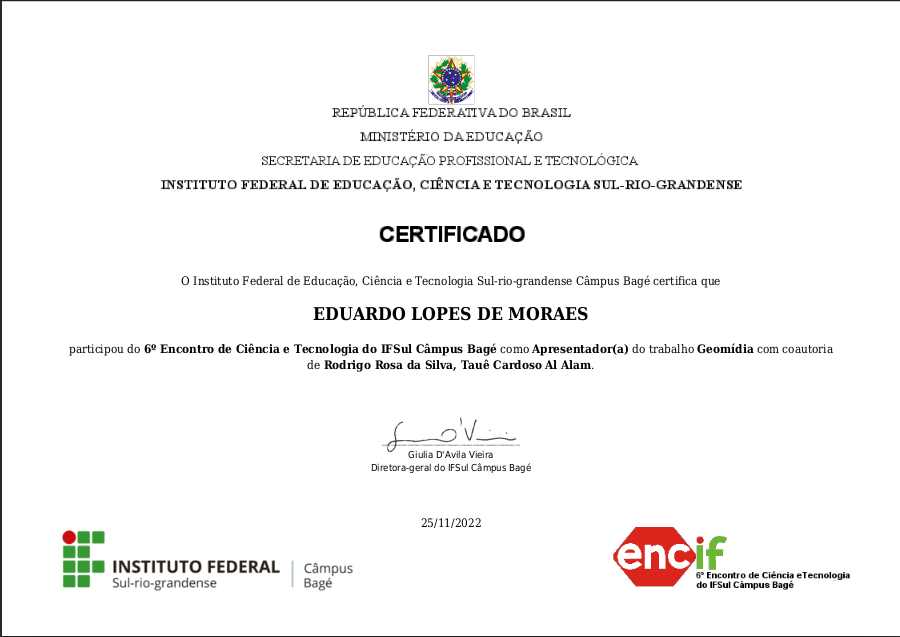 REPÚBLICA FEDERATIVA DO BRASIL
MINISTÉRIO DA EDUCAÇÃO
SECRETARIA DE EDUCAÇÃO PROFISSIONAL E TECNOLÓGICA
INSTITUTO FEDERAL DE EDUCAÇÃO, CIÊNCIA E TECNOLOGIA SUL-RIO-GRANDENSE
CERTIFICADO
O Instituto Federal de Educação, Ciência e Tecnologia Sul-rio-grandense Câmpus Bagé certifica que
EDUARDO LOPES DE MORAES
participou do 6º Encontro de Ciência e Tecnologia do IFSul Câmpus Bagé como Apresentador(a) do trabalho Geomídia com coautoria
de Rodrigo Rosa da Silva, Tauê Cardoso Al Alam.
Giulia D'Avila Vieira
Diretora-geral do IFSul Câmpus Bagé
25/11/2022
INSTITUTO FEDERAL
Sul-rio-grandense
Câmpus
Bagé
encif
6º Encontro de Ciência eTecnologia
do IFSul Câmpus Bagé